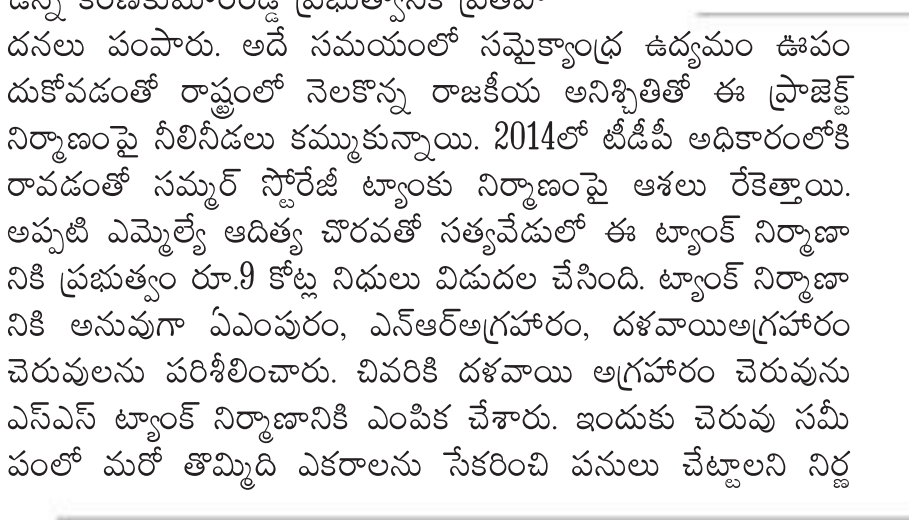 దనలు పంపారు. అదే సమయంలో సమైక్యాంధ్ర ఉద్యమం ఊపం
దుకోవడంతో రాష్ట్రంలో నెలకొన్న రాజకీయ అనిశ్చితితో ఈ ప్రాజెక్ట్
నిర్మాణంపై నీలినీడలు కమ్ముకున్నాయి. 2014లో టీడీపీ అధికారంలోకి
రావడంతో సమ్మర్ స్టోరేజీ ట్యాంకు నిర్మాణంపై ఆశలు రేకెత్తాయి.
అప్పటి ఎమ్మెల్యే ఆదిత్య చొరవతో సత్యవేడులో ఈ ట్యాంక్ నిర్మాణా
నికి ప్రభుత్వం రూ.9 కోట్ల నిధులు విడుదల చేసింది. ట్యాంక్ నిర్మాణా
నికి అనువుగా ఏఎంపురం, ఎన్ఆర్అగ్రహారం, దళవాయిఅగ్రహారం
చెరువులను పరిశీలించారు. చివరికి దళవాయి అగ్రహారం చెరువును
ఎస్ఎస్ ట్యాంక్ నిర్మాణానికి ఎంపిక చేశారు. ఇందుకు చెరువు సమీ
పంలో మరో తొమ్మిది ఎకరాలను సేకరించి పనులు చేట్టాలని నిర్ణ